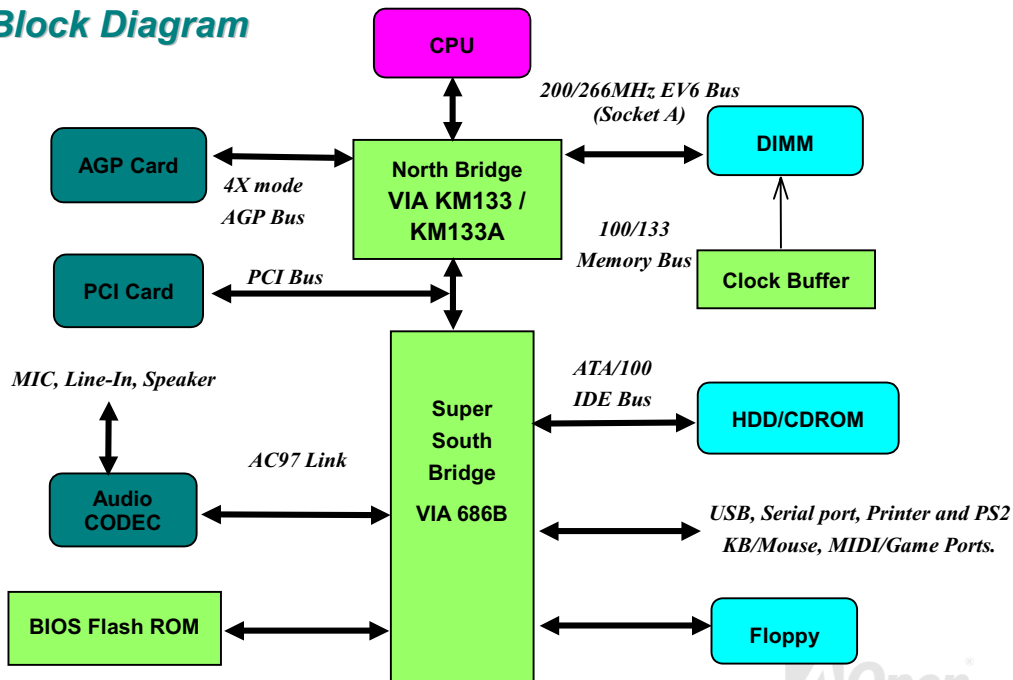 Block Diagram
CPU
200/266MHz EV6 Bus
(Socket A)
AGP Card
4X mode
AGP Bus
North Bridge
VIA KM133 /
KM133A
DIMM
100/133
Memory Bus
Clock Buffer
PCI Card
PCI Bus
MIC, Line-In, Speaker
ATA/100
IDE Bus
HDD/CDROM
Super
South
Bridge
VIA 686B
AC97 Link
Audio
CODEC
USB, Serial port, Printer and PS2
KB/Mouse, MIDI/Game Ports.
BIOS Flash ROM
Floppy